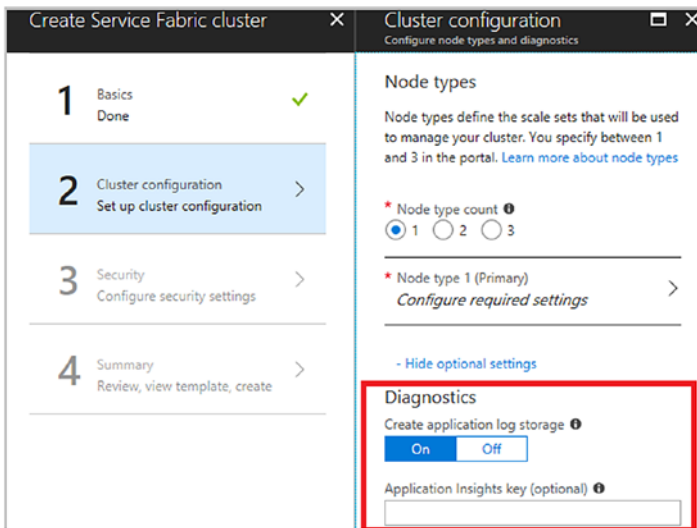 Create Service Fabric cluster
1
Basics
Done
2
Cluster configuration
Set up cluster configuration
3
Security
Configure security settings
4
Summary
Review, view template, create
Cluster configuration
Configure node types and diagnostics
Node types
Node types define the scale sets that will be used
to manage your cluster. You specify between 1
and 3 in the portal. Learn more about node types
* Node type count
1 2 3
* Node type 1 (Primary)
Configure required settings
- Hide optional settings
Diagnostics
Create application log storage
On Off
Application Insights key (optional)